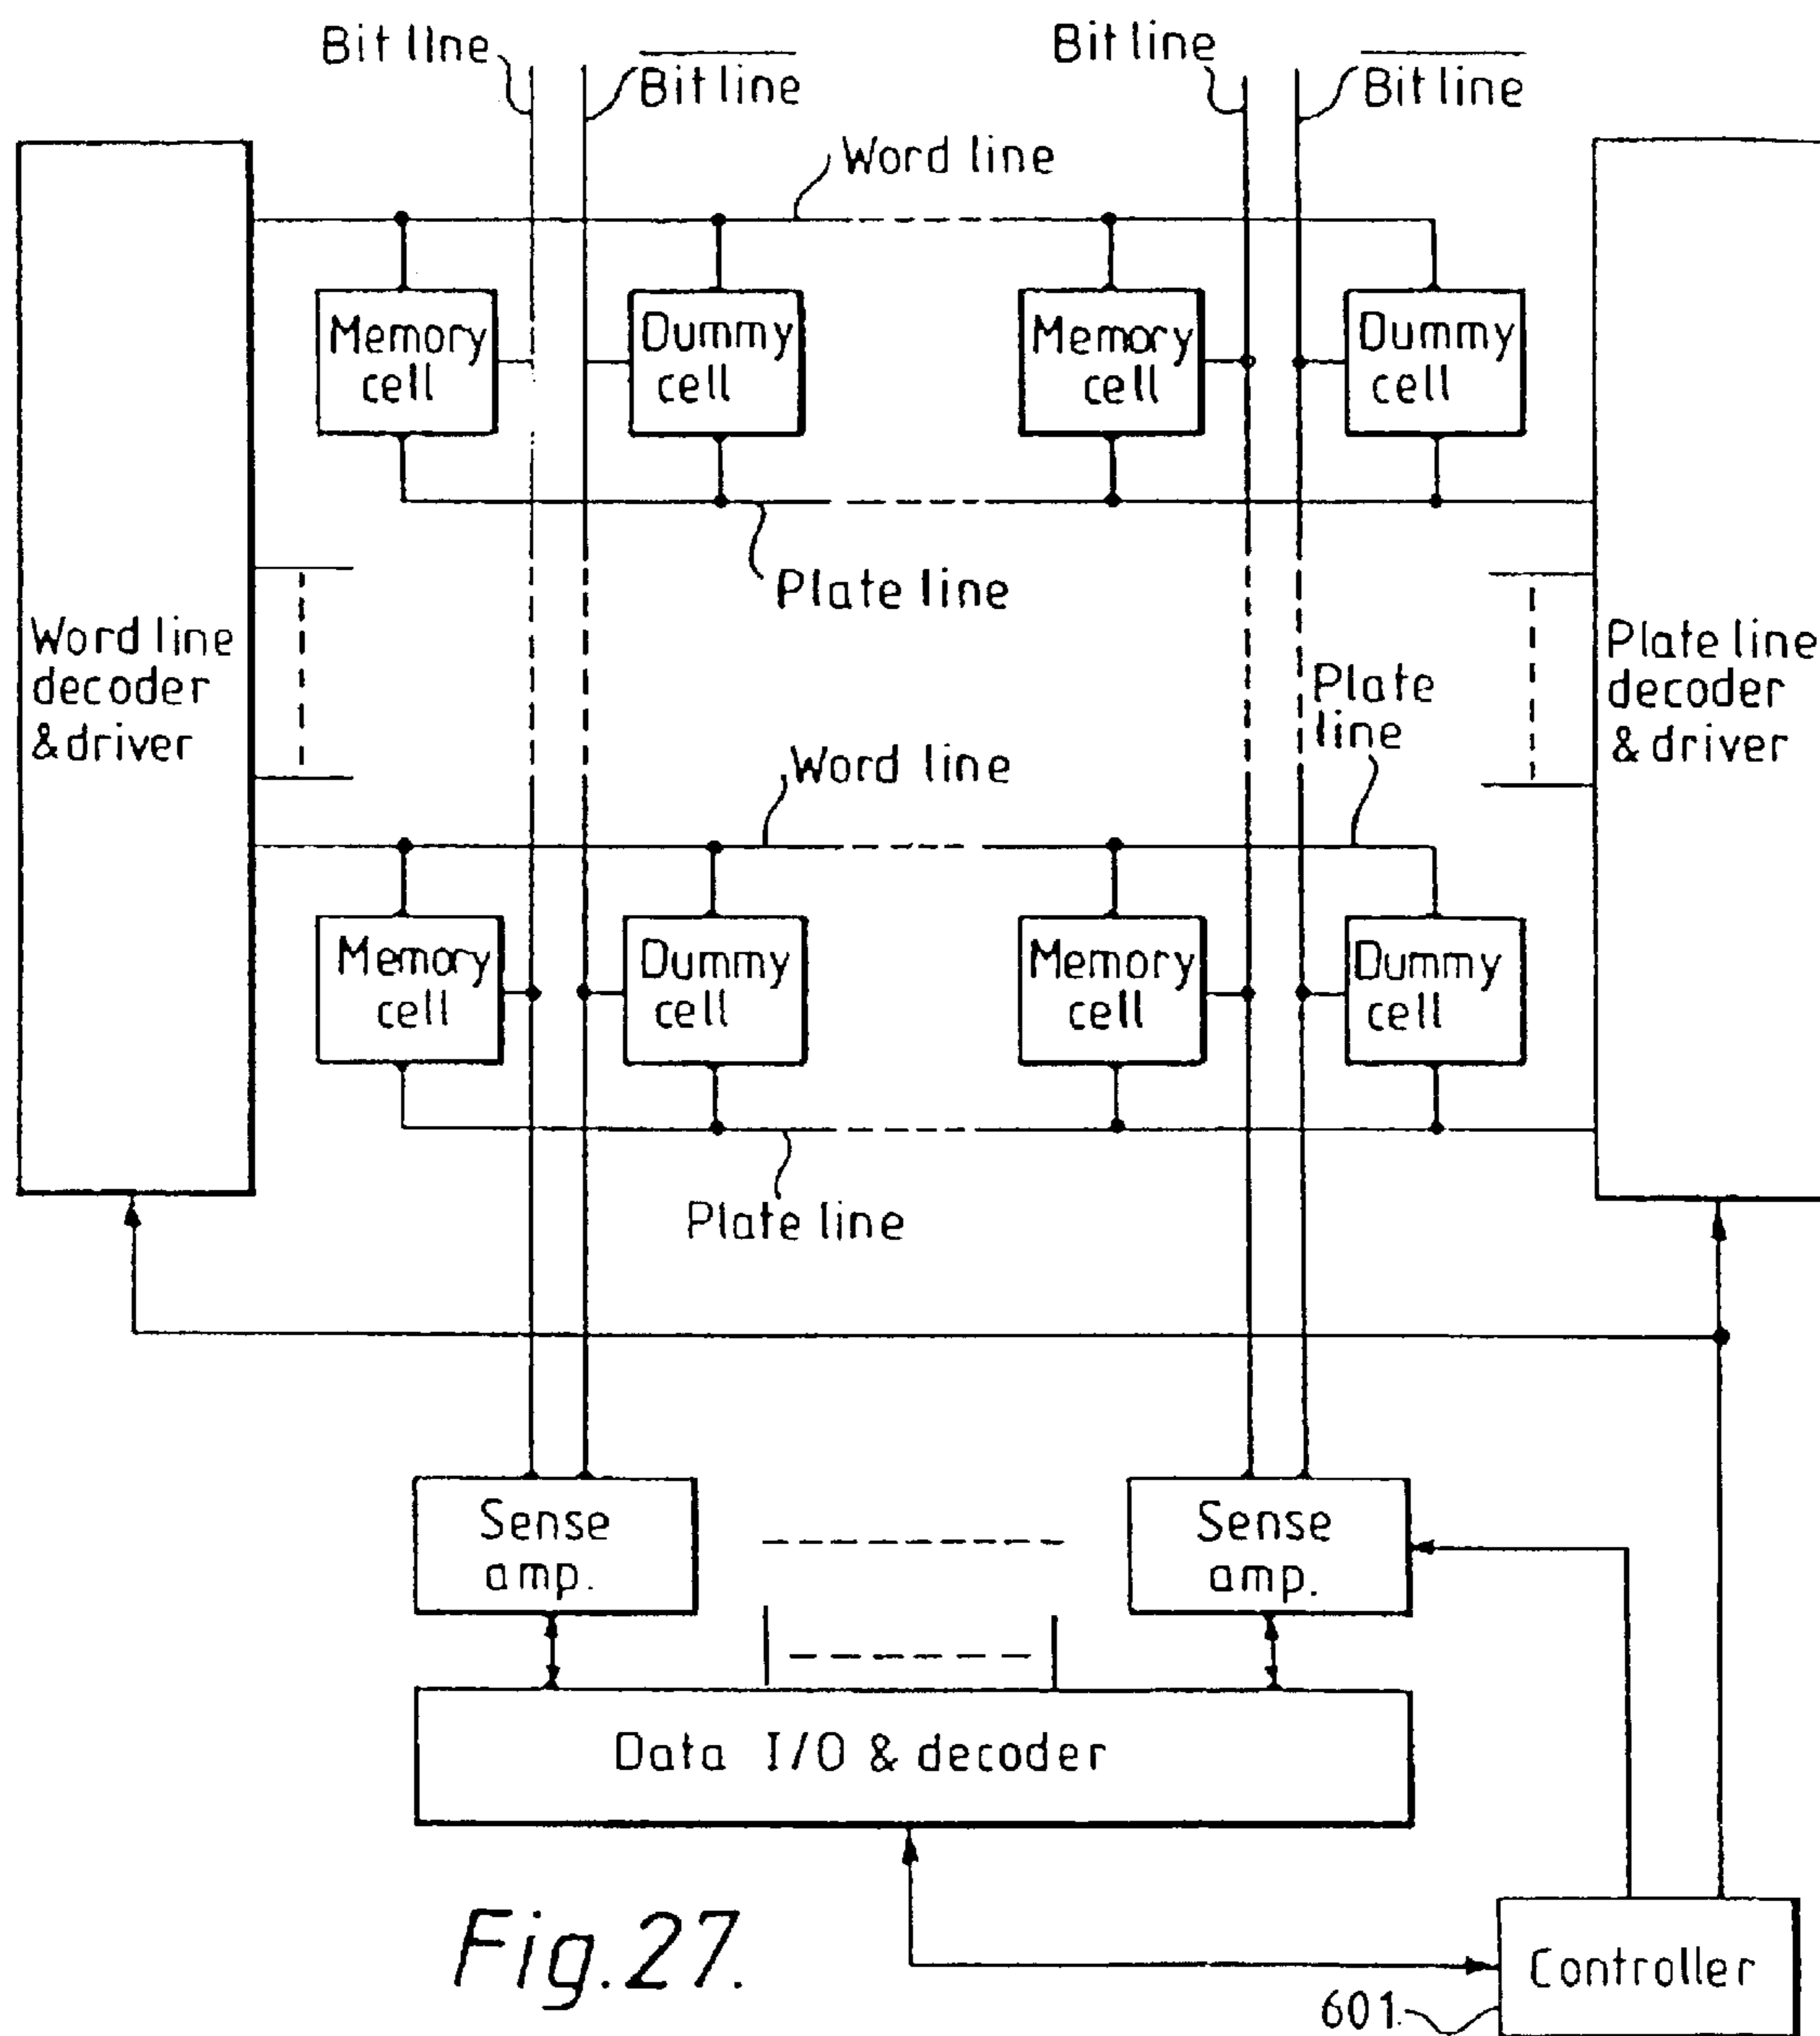 Bit line
Bit line
Bit line
Bit line
Word line
Memory
cell
Dummy
cell
Memory
cell
Dummy
cell
Plate line
Word line
decoder
& driver
Plate line
decoder
& driver
Plate
line
Word line
Memory
cell
Dummy
cell
Memory
cell
Dummy
cell
Plate line
Sense
amp.
Sense
amp.
Data I/O & decoder
Controller
601
Fig.27.